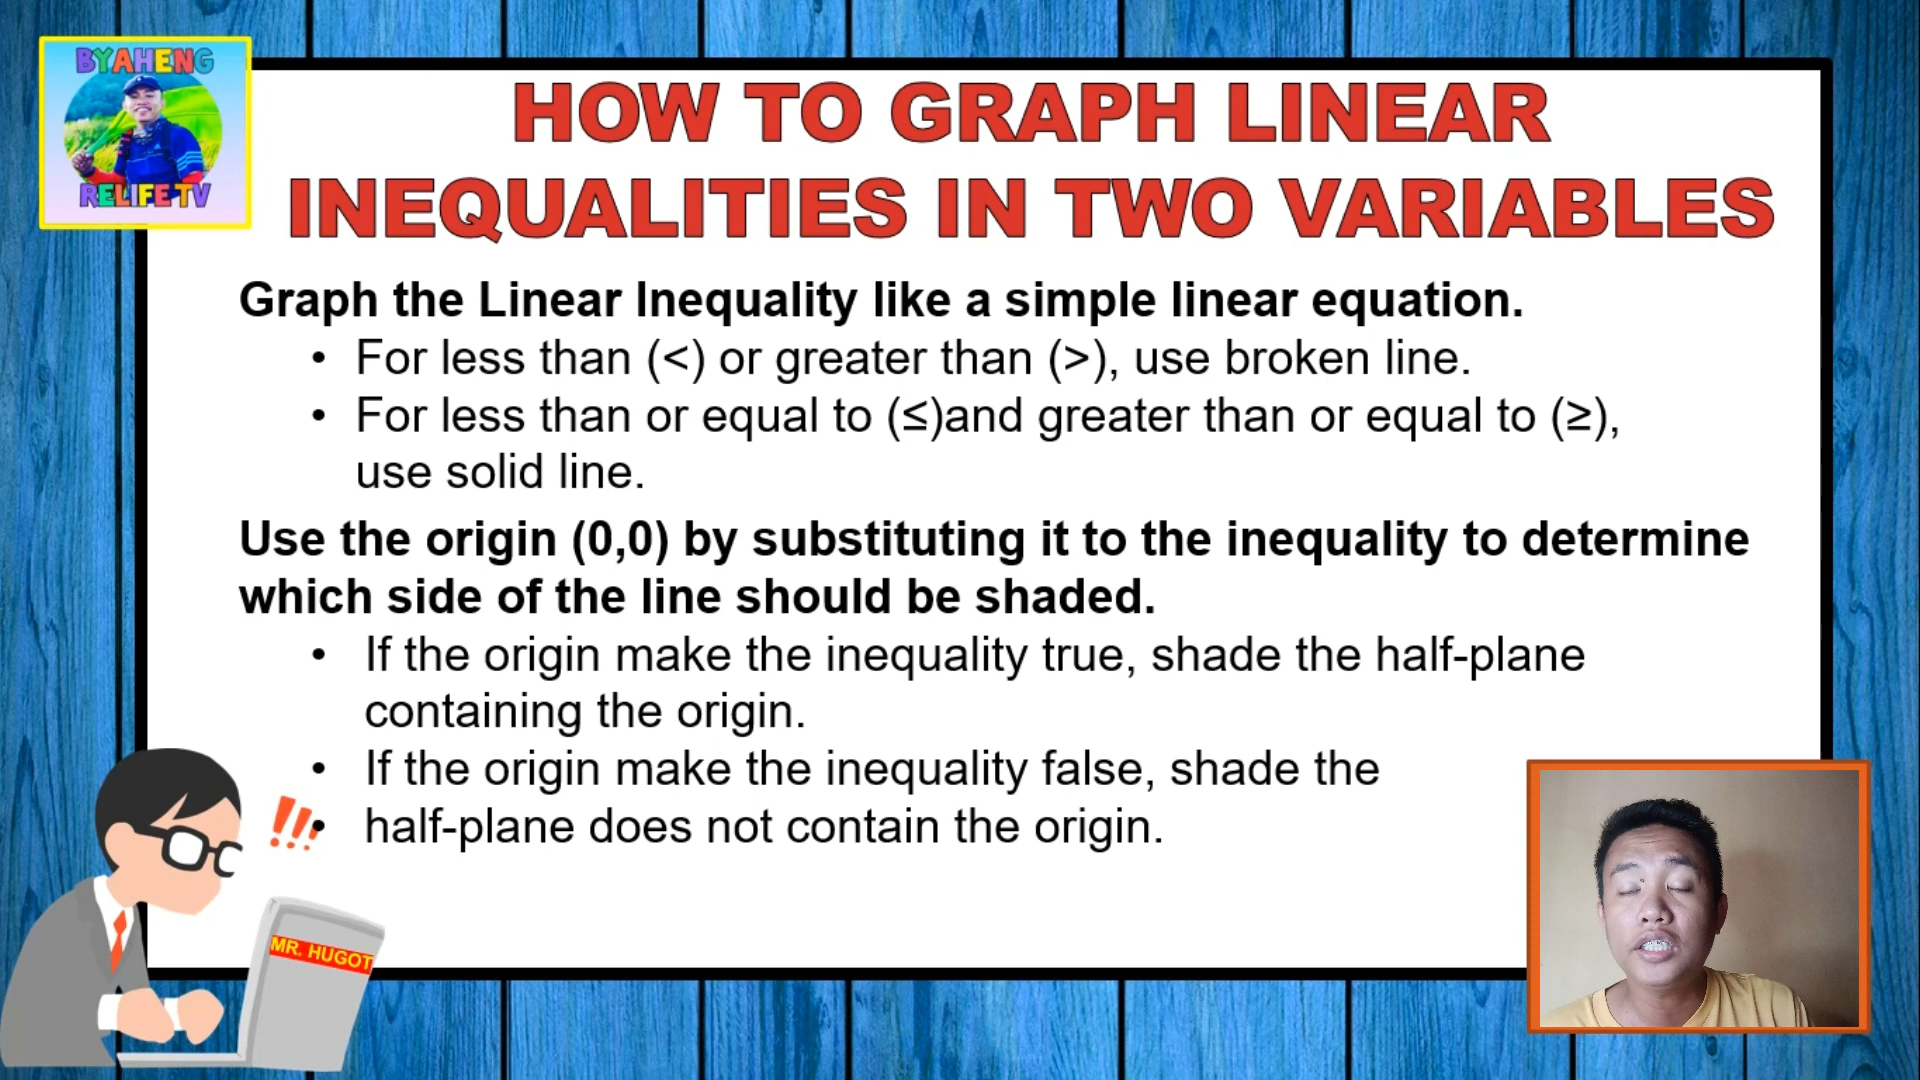 BYAHENG
RELIFE TV
HOW TO GRAPH LINEAR
INEQUALITIES IN TWO VARIABLES
Graph the Linear Inequality like a simple linear equation.
• For less than (<) or greater than (>), use broken line.
• For less than or equal to (≤)and greater than or equal to (≥),
use solid line.
Use the origin (0,0) by substituting it to the inequality to determine
which side of the line should be shaded.
• If the origin make the inequality true, shade the half-plane
containing the origin.
• If the origin make the inequality false, shade the
!!!
• half-plane does not contain the origin.
MR. HUGOT